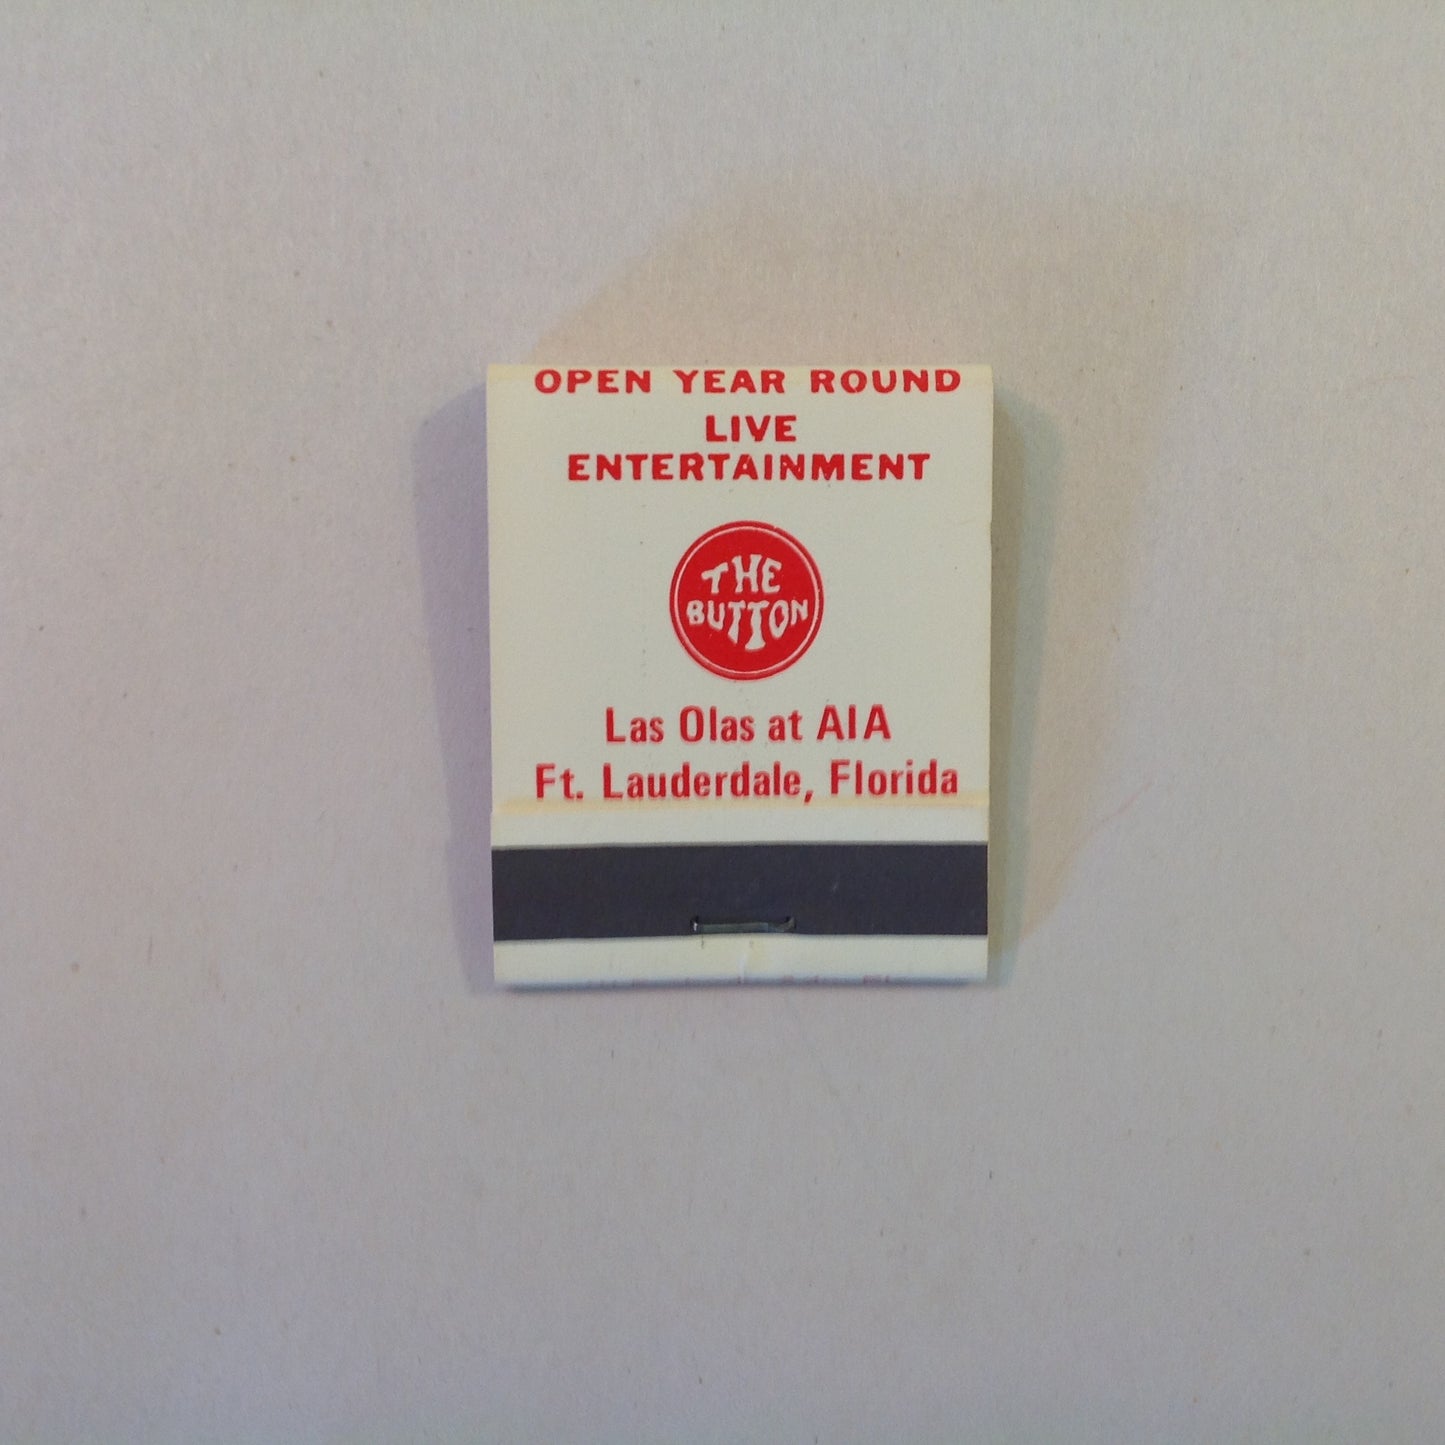 OPEN YEAR ROUND
LIVE
ENTERTAINMENT
THE
BUTTON
Las Olas at AIA
Ft. Lauderdale, Florida